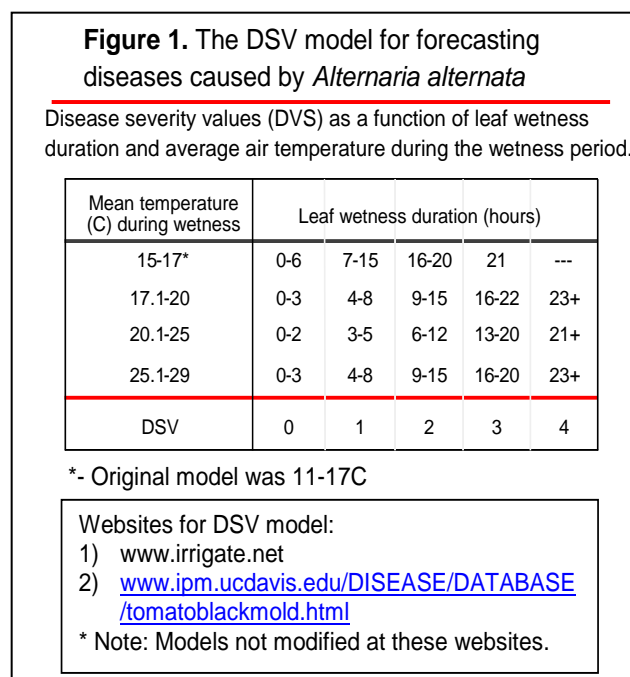 Figure 1. The DSV model for forecasting
diseases caused by Alternaria alternata
Disease severity values (DVS) as a function of leaf wetness
duration and average air temperature during the wetness period.
Mean temperature
(C) during wetness
Leaf wetness duration (hours)
15-17* 0-6 7-15 16-20 21 ---
17.1-20 0-3 4-8 9-15 16-22 23+
20.1-25 0-2 3-5 6-12 13-20 21+
25.1-29 0-3 4-8 9-15 16-20 23+
DSV 0 1 2 3 4
*- Original model was 11-17C
Websites for DSV model:
1) www.irrigate.net
2) www.ipm.ucdavis.edu/DISEASE/DATABASE
/tomatoblackmold.html
* Note: Models not modified at these websites.